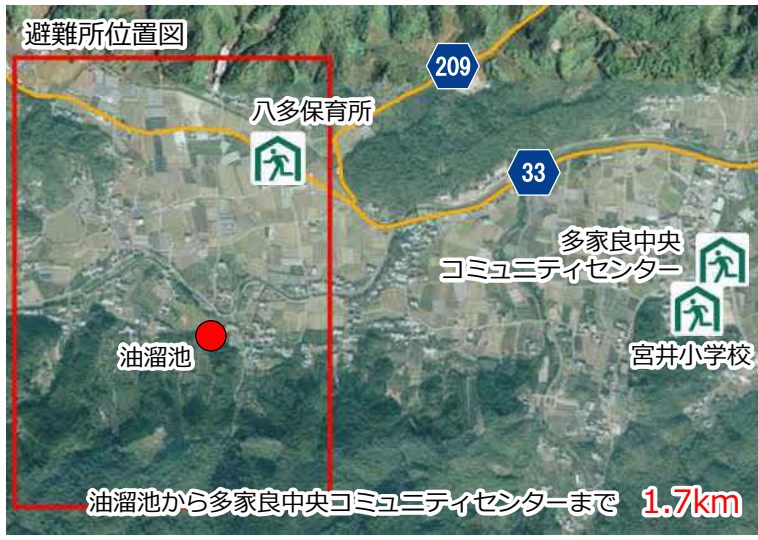 避難所位置図
209
八多保育所
33
多家良中央
コミュニティセンター
宮井小学校
油溜池
油溜池から多家良中央コミュニティセンターまで 1.7km